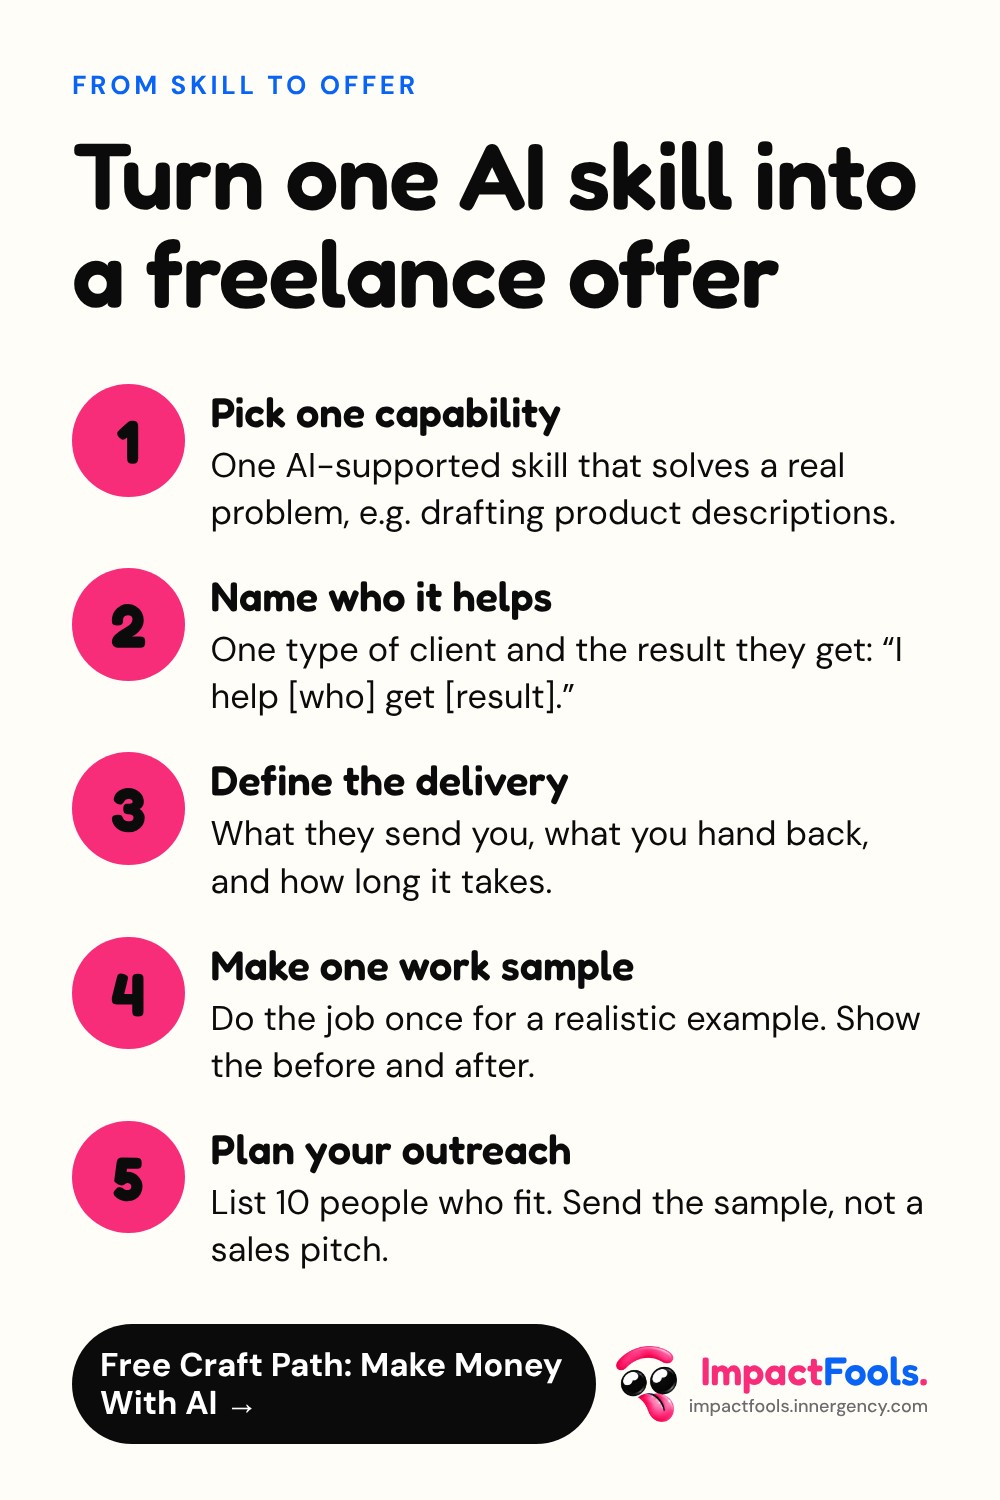 FROM SKILL TO OFFER
Turn one AI skill into
a freelance offer
1
Pick one capability
One AI-supported skill that solves a real
problem, e.g. drafting product descriptions.
2
Name who it helps
One type of client and the result they get: “I
help [who] get [result].”
3
Define the delivery
What they send you, what you hand back,
and how long it takes.
4
Make one work sample
Do the job once for a realistic example. Show
the before and after.
5
Plan your outreach
List 10 people who fit. Send the sample, not a
sales pitch.
Free Craft Path: Make Money
With AI →
ImpactFools.
impactfools.innergency.com